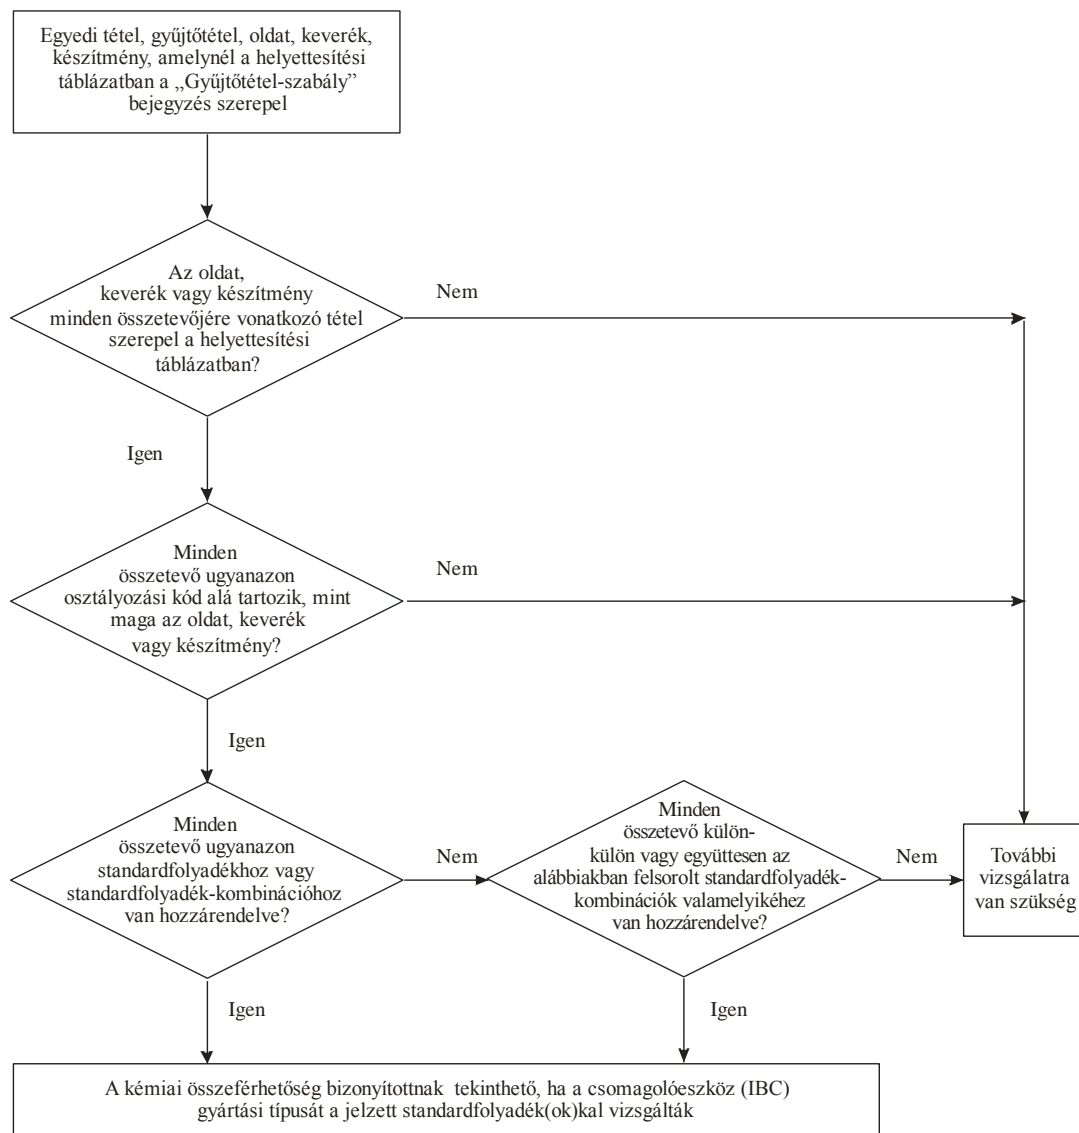 Egyedi tétel, gyűjtőtétel, oldat, keverék,
készítmény, amelynél a helyettesítési
táblázatban a „Gyűjtőtétel-szabály”
bejegyzés szerepel
Az oldat,
keverék vagy készítmény
minden összetevőjére vonatkozó tétel
szerepel a helyettesítési
táblázatban?
Nem
Igen
Minden
összetevő ugyanazon
osztályozási kód alá tartozik, mint
maga az oldat, keverék
vagy készítmény?
Nem
Igen
Minden
összetevő ugyanazon
standardfolyadékhoz vagy
standardfolyadék-kombinációhoz
van hozzárendelve?
Nem
Minden
összetevő külön-
külön vagy együttesen az
alábbiakban felsorolt standardfolyadék-
kombinációk valamelyikéhez
van hozzárendelve?
Nem
További
vizsgálatra
van szükség
Igen
Igen
A kémiai összeférhetőség bizonyítottnak tekinthető, ha a csomagolóeszköz (IBC)
gyártási típusát a jelzett standardfolyadék(ok)kal vizsgálták